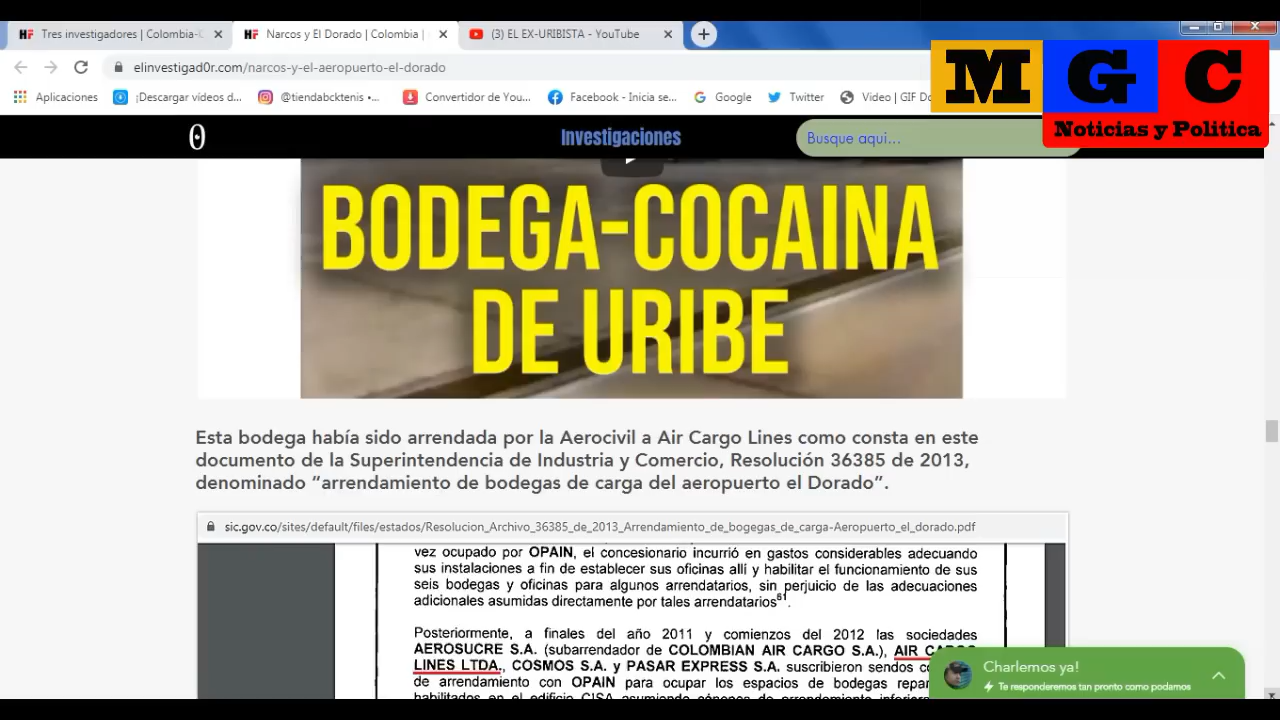 Tres investigadores | Colombia-C
Narcos y El Dorado | Colombia |
K-URIBISTA - YouTube
elinvestigad0r.com/narcos-y-el-aeropuerto-el-dorado
Aplicaciones
¡Descargar vídeos d...
@tiendabcktenis •...
Convertidor de You...
Facebook - Inicia se...
Google
Twitter
Video | GIF Do
M G C
Noticias y Politica
Investigaciones
Busque aqui...
BODEGA-COCAINA
DE URIBE
Esta bodega había sido arrendada por la Aerocivil a Air Cargo Lines como consta en este
documento de la Superintendencia de Industria y Comercio, Resolución 36385 de 2013,
denominado “arrendamiento de bodegas de carga del aeropuerto el Dorado”.
sic.gov.co/sites/default/files/estados/Resolucion_Archivo_36385_de_2013_Arrendamiento_de_bogegas_de_carga-Aeropuerto_el_dorado.pdf
vez ocupado por OPAIN, el concesionario incurrió en gastos considerables adecuando
sus instalaciones a fin de establecer sus oficinas allí y habilitar el funcionamiento de sus
seis bodegas y oficinas para algunos arrendatarios, sin perjuicio de las adecuaciones
adicionales asumidas directamente por tales arrendatarios61.
Posteriormente, a finales del año 2011 y comienzos del 2012 las sociedades
AEROSUCRE S.A. (subarrendador de COLOMBIAN AIR CARGO S.A.), AIR CARGO
LINES LTDA., COSMOS S.A. y PASAR EXPRESS S.A. suscribieron sendos
de arrendamiento con OPAIN para ocupar los espacios de bodegas
habilitados en el edificio CISA
Charlemos ya!
Te responderemos tan pronto como podamos